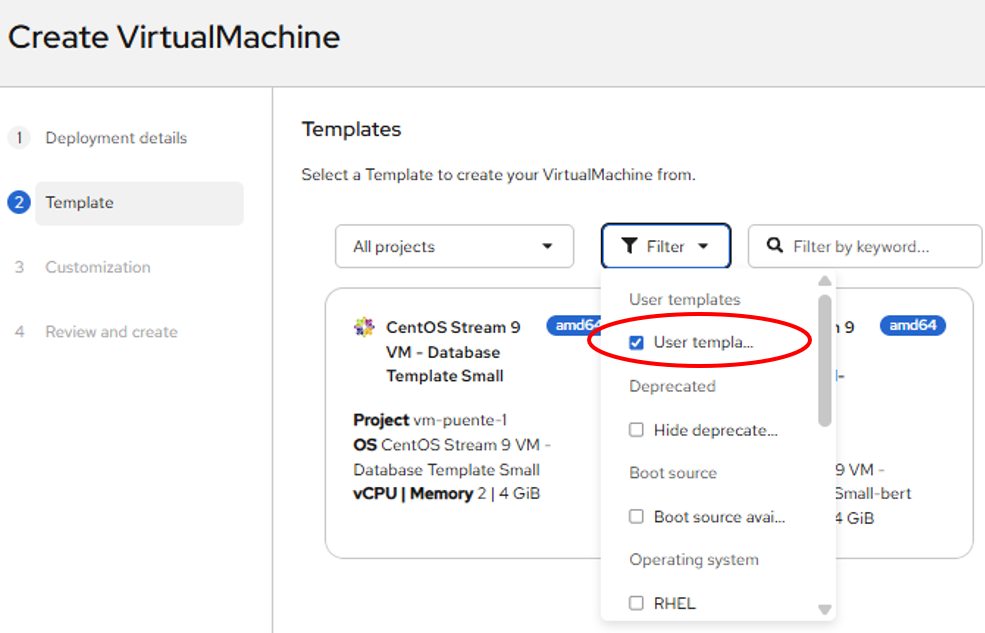 Create VirtualMachine
1 Deployment details
2 Template
3 Customization
4 Review and create
Templates
Select a Template to create your VirtualMachine from.
All projects
Filter
Filter by keyword...
User templates
User templa...
Deprecated
Hide deprecate...
Boot source
Boot source avai...
Operating system
RHEL
CentOS Stream 9
VM - Database
Template Small
amd64
Project vm-puente-1
OS CentOS Stream 9 VM -
Database Template Small
vCPU | Memory 2 | 4 GiB
9
amd64
9 VM -
Small-bert
4 GiB